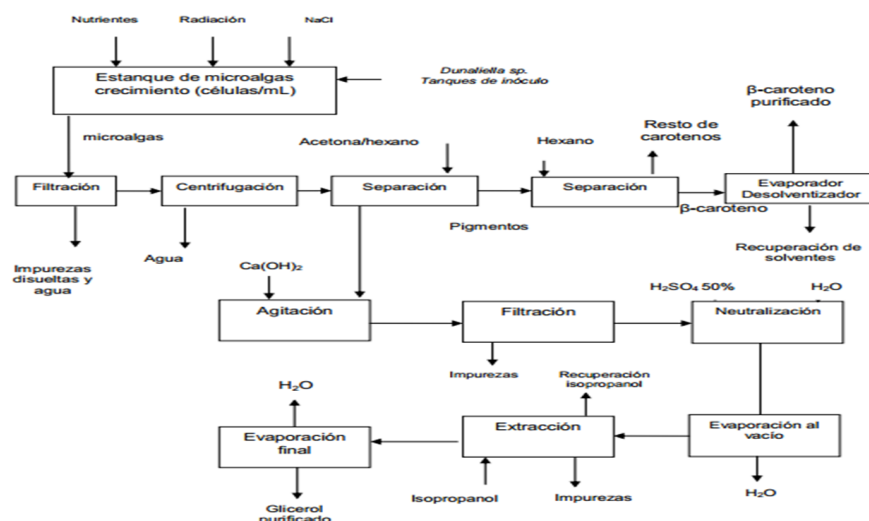 Nutrientes
Radiación
NaCl
Estanque de microalgas
crecimiento (células/mL)
Dunaliella sp.
Tanques de inóculo
β-caroteno
purificado
microalgas
Acetona/hexano
Hexano
Resto de
carotenos
Filtración
Centrifugación
Separación
Separación
Evaporador
Desolventizador
Pigmentos
β-caroteno
Impurezas
disueltas y
agua
Agua
Recuperación de
solventes
Ca(OH)₂
H₂SO₄ 50%
H₂O
Agitación
Filtración
Neutralización
Impurezas
Recuperación
isopropanol
H₂O
Evaporación
final
Extracción
Evaporación al
vacío
Isopropanol
Impurezas
H₂O
Glicerol
purificado